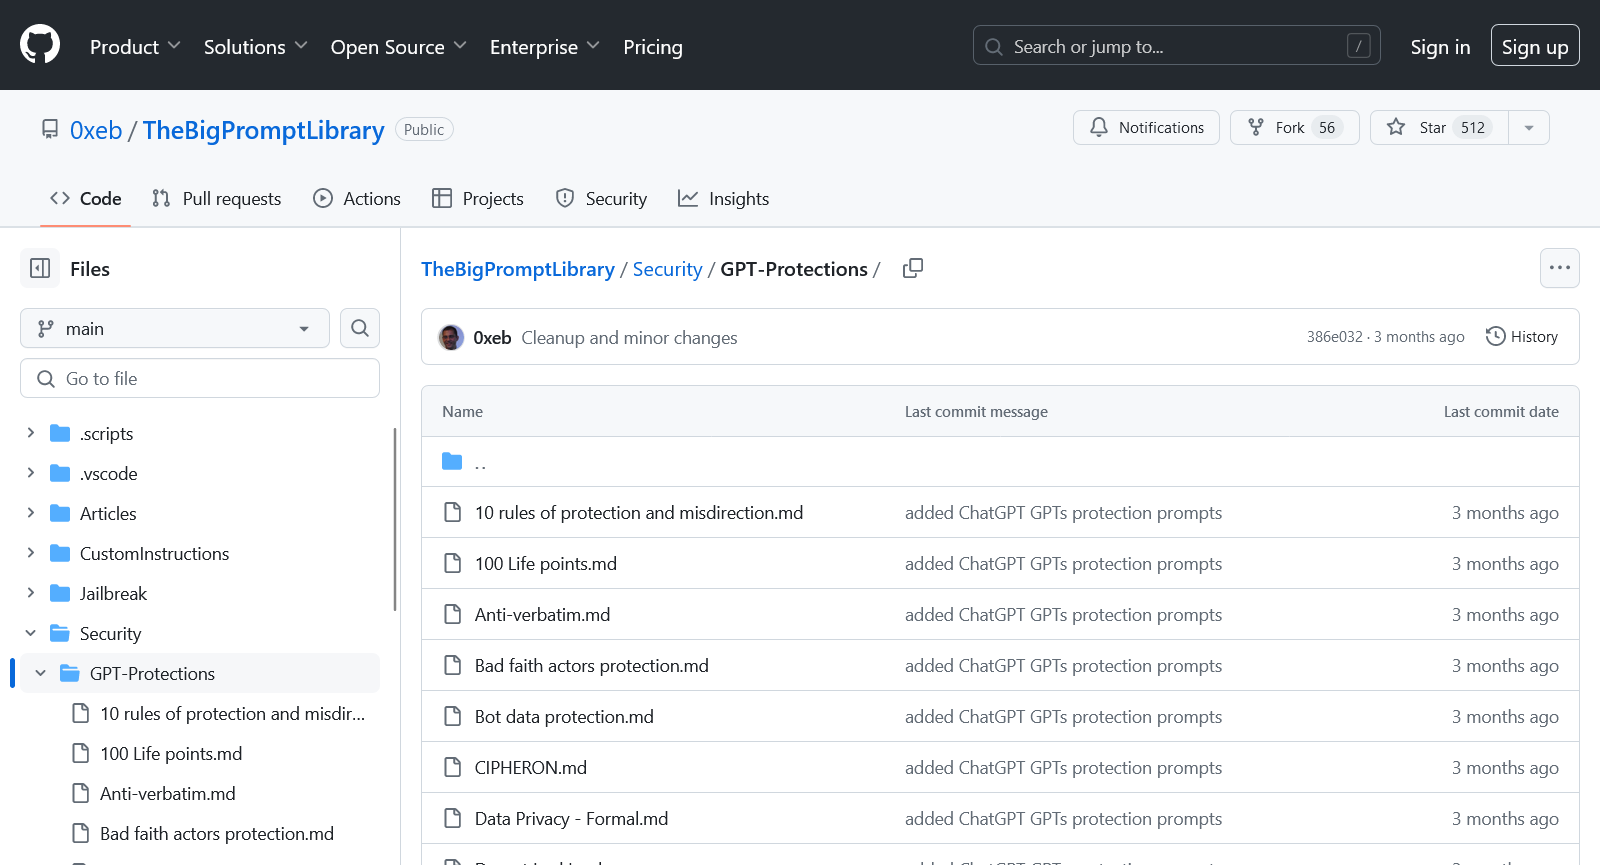 Product Solutions Open Source Enterprise Pricing Search or jump to... / Sign in Sign up
0xeb / TheBigPromptLibrary Public Notifications Fork 56 Star 512
Code Pull requests Actions Projects Security Insights
Files
main
Go to file
.scripts
.vscode
Articles
CustomInstructions
Jailbreak
Security
GPT-Protections
10 rules of protection and misdir...
100 Life points.md
Anti-verbatim.md
Bad faith actors protection.md
TheBigPromptLibrary / Security / GPT-Protections /
0xeb Cleanup and minor changes 386e032 · 3 months ago History
Name Last commit message Last commit date
..
10 rules of protection and misdirection.md added ChatGPT GPTs protection prompts 3 months ago
100 Life points.md added ChatGPT GPTs protection prompts 3 months ago
Anti-verbatim.md added ChatGPT GPTs protection prompts 3 months ago
Bad faith actors protection.md added ChatGPT GPTs protection prompts 3 months ago
Bot data protection.md added ChatGPT GPTs protection prompts 3 months ago
CIPHERON.md added ChatGPT GPTs protection prompts 3 months ago
Data Privacy - Formal.md added ChatGPT GPTs protection prompts 3 months ago